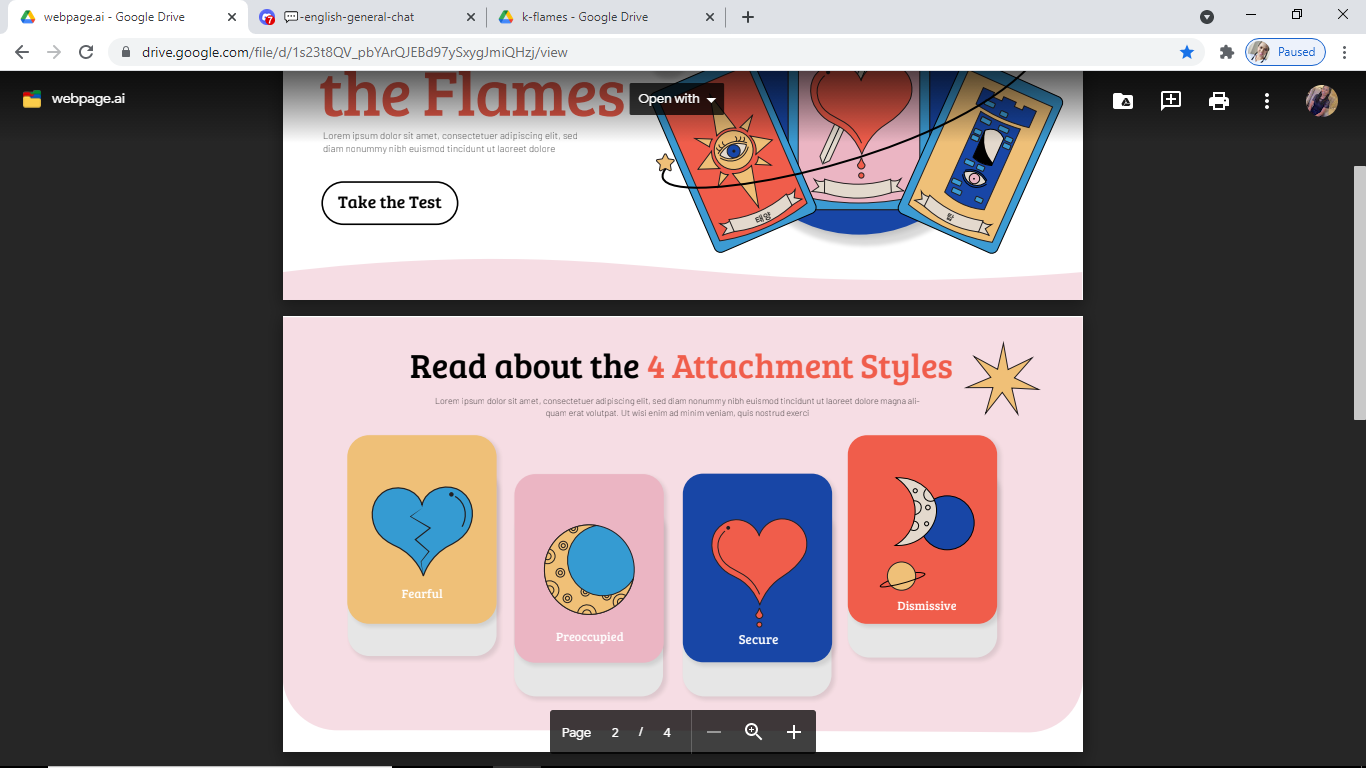 webpage.ai - Google Drive
7
-english-general-chat
k-flames - Google Drive
drive.google.com/file/d/1s23t8QV_pbYArQJEBd97ySxygJmiQHzj/view
Paused
webpage.ai
Open with
the Flames
Lorem ipsum dolor sit amet, consectetuer adipiscing elit, sed
diam nonummy nibh euismod tincidunt ut laoreet dolore
Take the Test
태양
밤
Read about the 4 Attachment Styles
Lorem ipsum dolor sit amet, consectetuer adipiscing elit, sed diam nonummy nibh euismod tincidunt ut laoreet dolore magna ali-
quam erat volutpat. Ut wisi enim ad minim veniam, quis nostrud exerci
Fearful
Preoccupied
Secure
Dismissive
Page 2 / 4